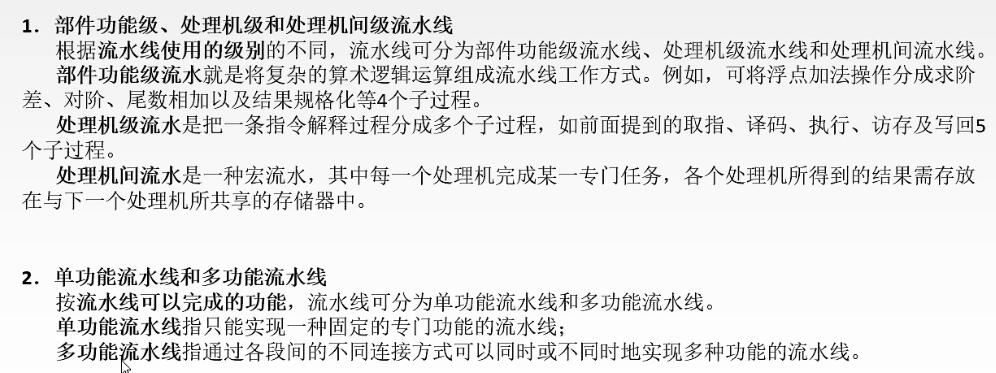 1. 部件功能级、处理机级和处理机间级流水线
根据流水线使用的级别的不同，流水线可分为部件功能级流水线、处理机级流水线和处理机间流水线。
部件功能级流水就是将复杂的算术逻辑运算组成流水线工作方式。例如，可将浮点加法操作分成求阶
差、对阶、尾数相加以及结果规格化等4个子过程。
处理机级流水是把一条指令解释过程分成多个子过程，如前面提到的取指、译码、执行、访存及写回5
个子过程。
处理机间流水是一种宏流水，其中每一个处理机完成某一专门任务，各个处理机所得到的结果需存放
在与下一个处理机所共享的存储器中。
2. 单功能流水线和多功能流水线
按流水线可以完成的功能，流水线可分为单功能流水线和多功能流水线。
单功能流水线指只能实现一种固定的专门功能的流水线；
多功能流水线指通过各段间的不同连接方式可以同时或不同时地实现多种功能的流水线。